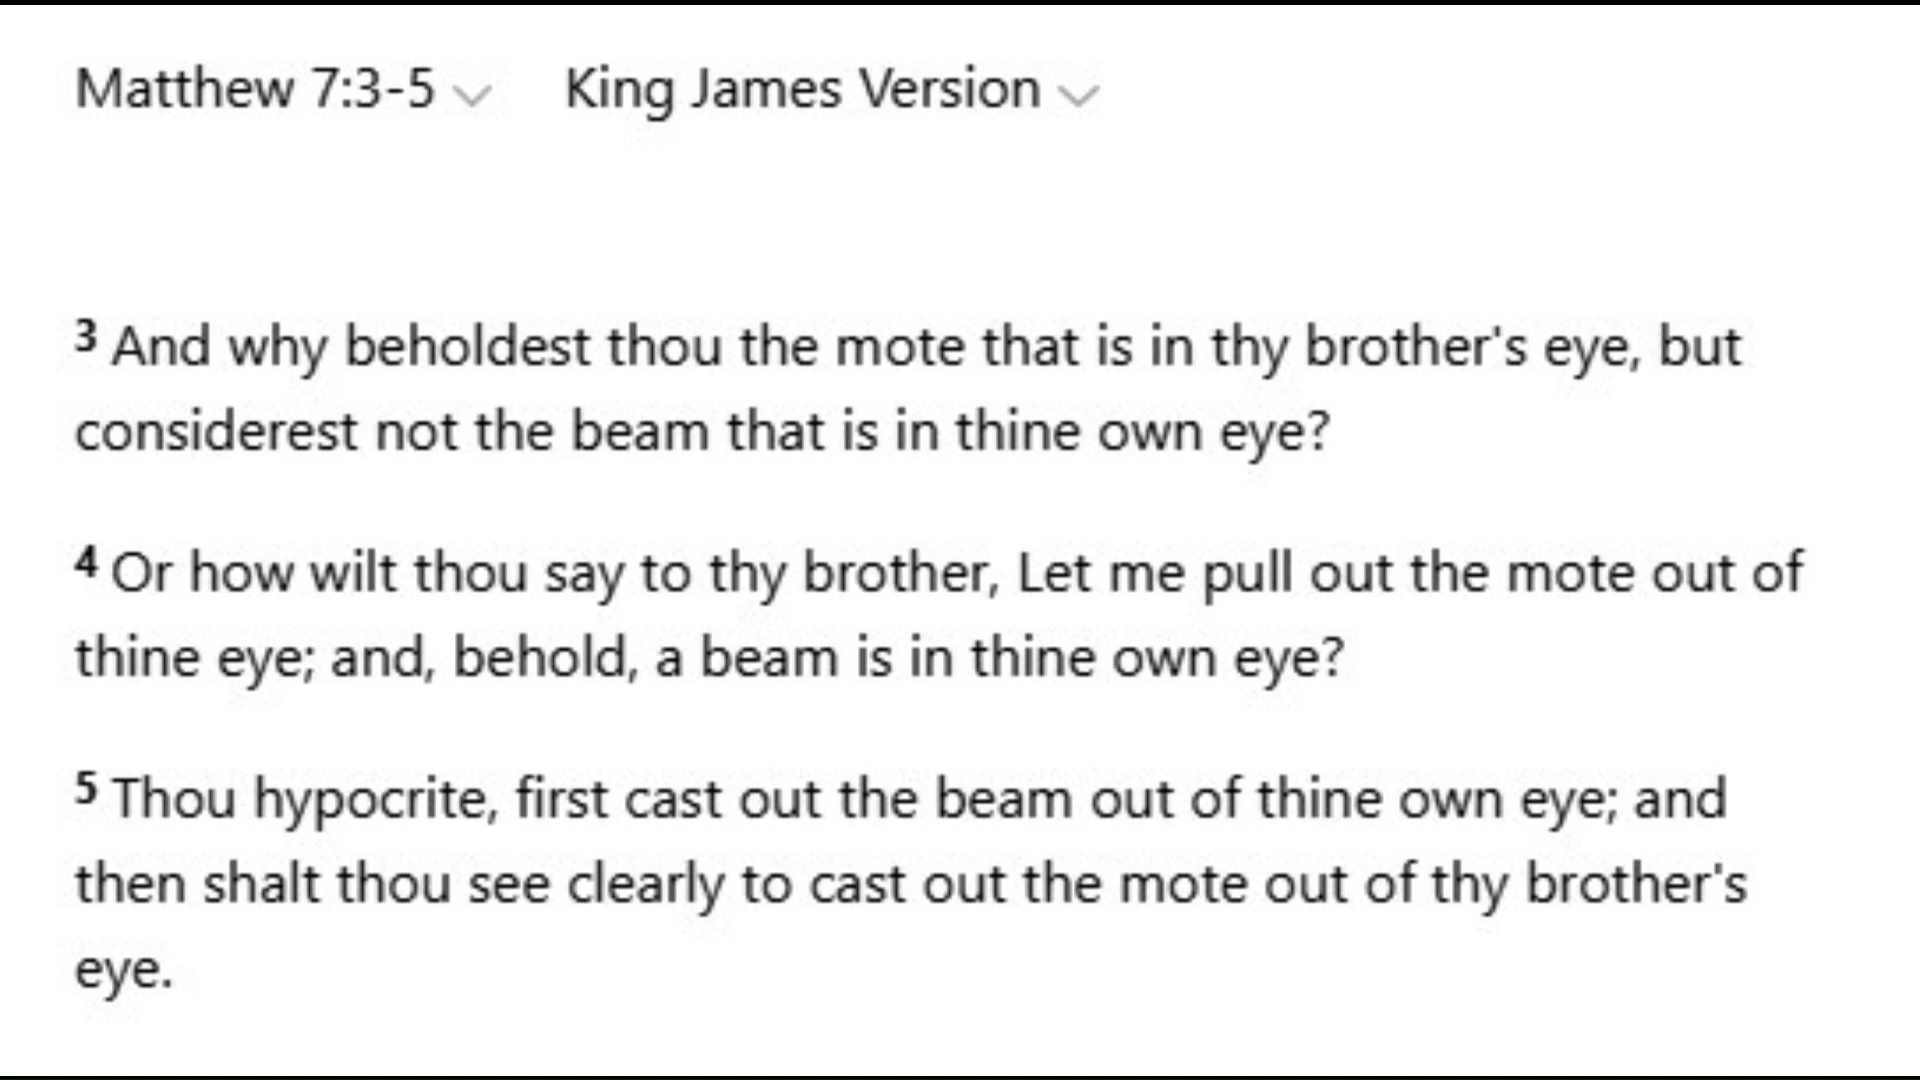 Matthew 7:3-5 King James Version
3 And why beholdest thou the mote that is in thy brother's eye, but
considerest not the beam that is in thine own eye?
4 Or how wilt thou say to thy brother, Let me pull out the mote out of
thine eye; and, behold, a beam is in thine own eye?
5 Thou hypocrite, first cast out the beam out of thine own eye; and
then shalt thou see clearly to cast out the mote out of thy brother's
eye.